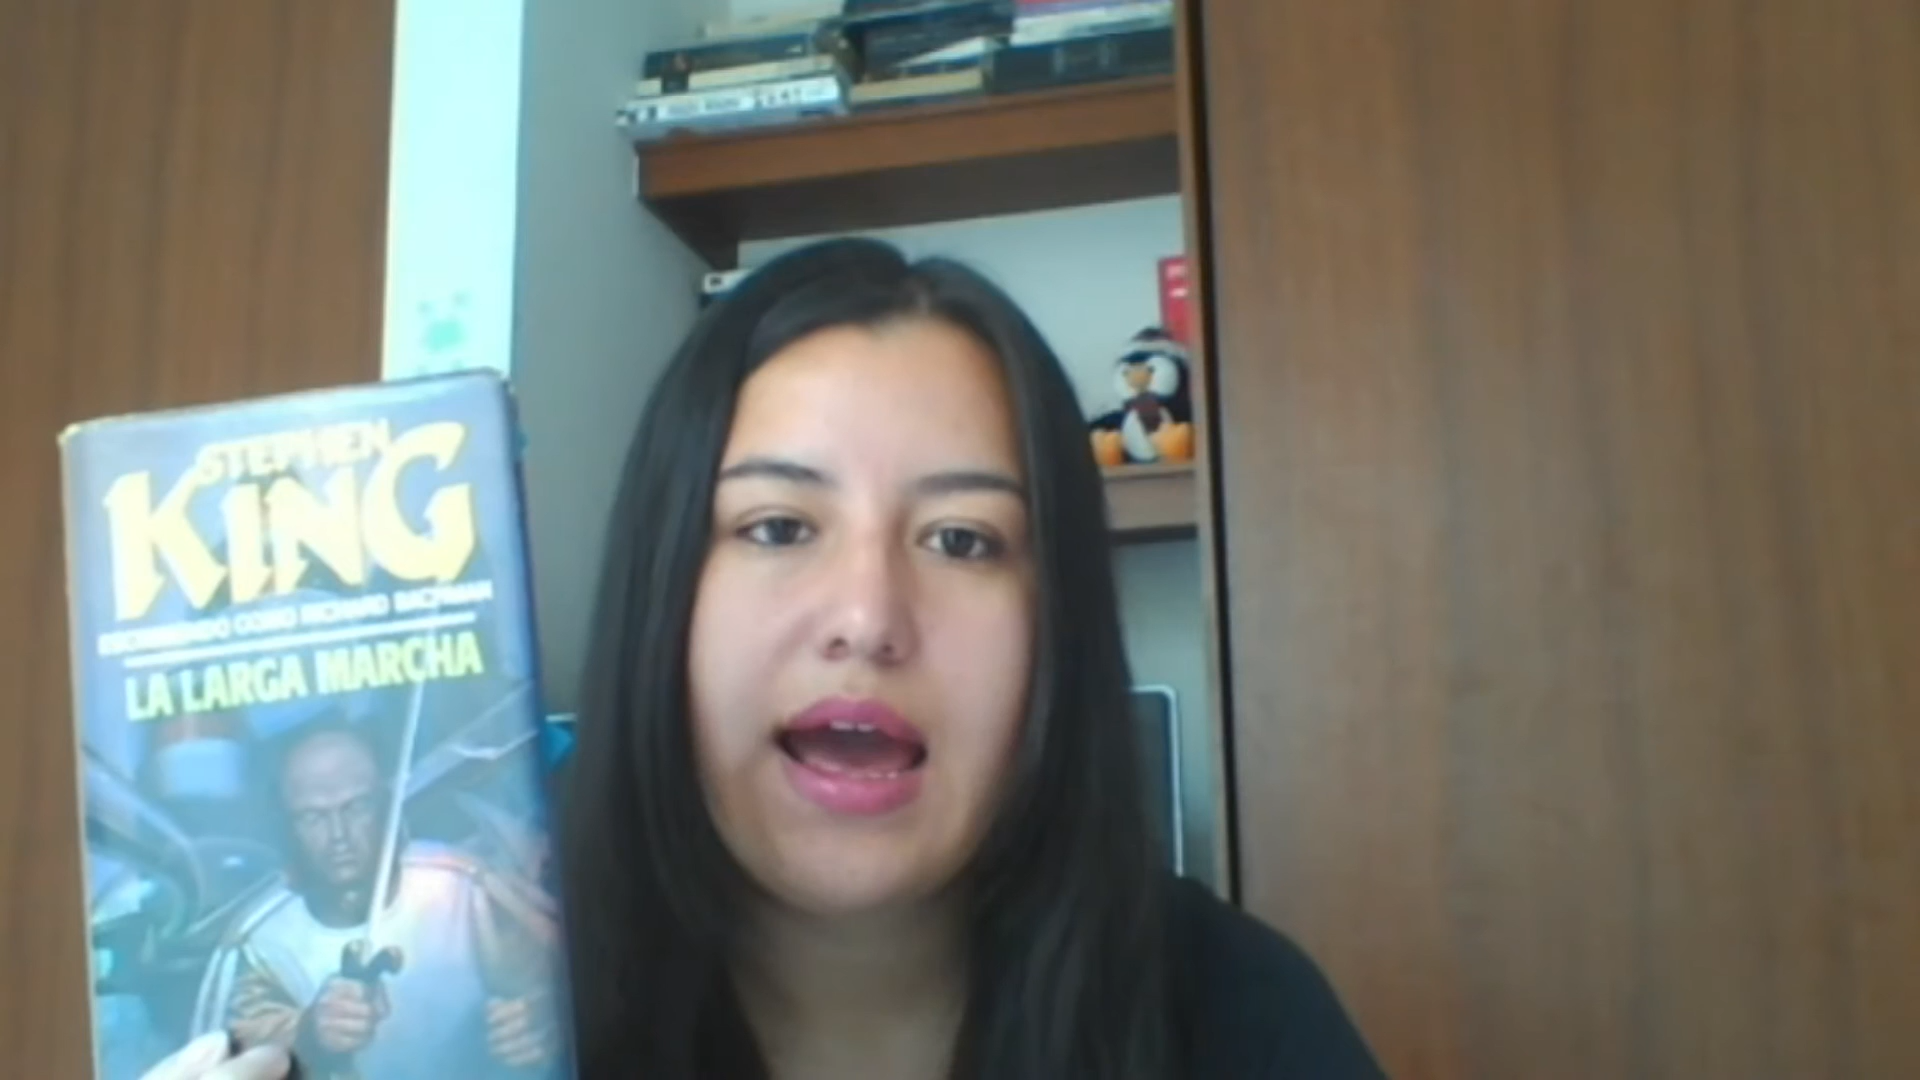 STEPHEN
KING
ESCRIBIENDO COMO RICHARD BACHMAN
LA LARGA MARCHA